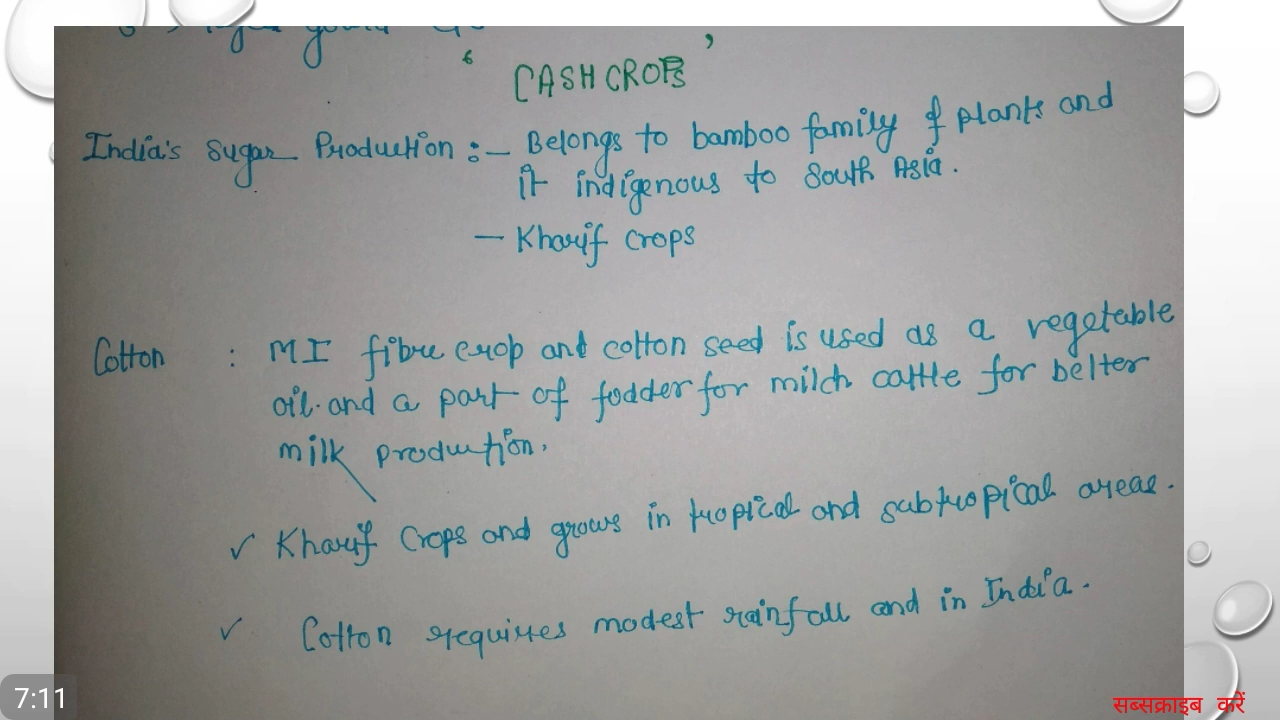 ' CASH CROPS '
India's Sugar Production :- Belongs to bamboo family of plants and
it indigenous to South Asia.
- Kharif crops
Cotton : MI fibre crop and cotton seed is used as a vegetable
oil. and a part of fodder for milch cattle for better
milk production.
✓ Kharif Crops and grows in tropical and subtropical areas.
✓ Cotton requires modest rainfall and in India.
7:11
सब्सक्राइब करें